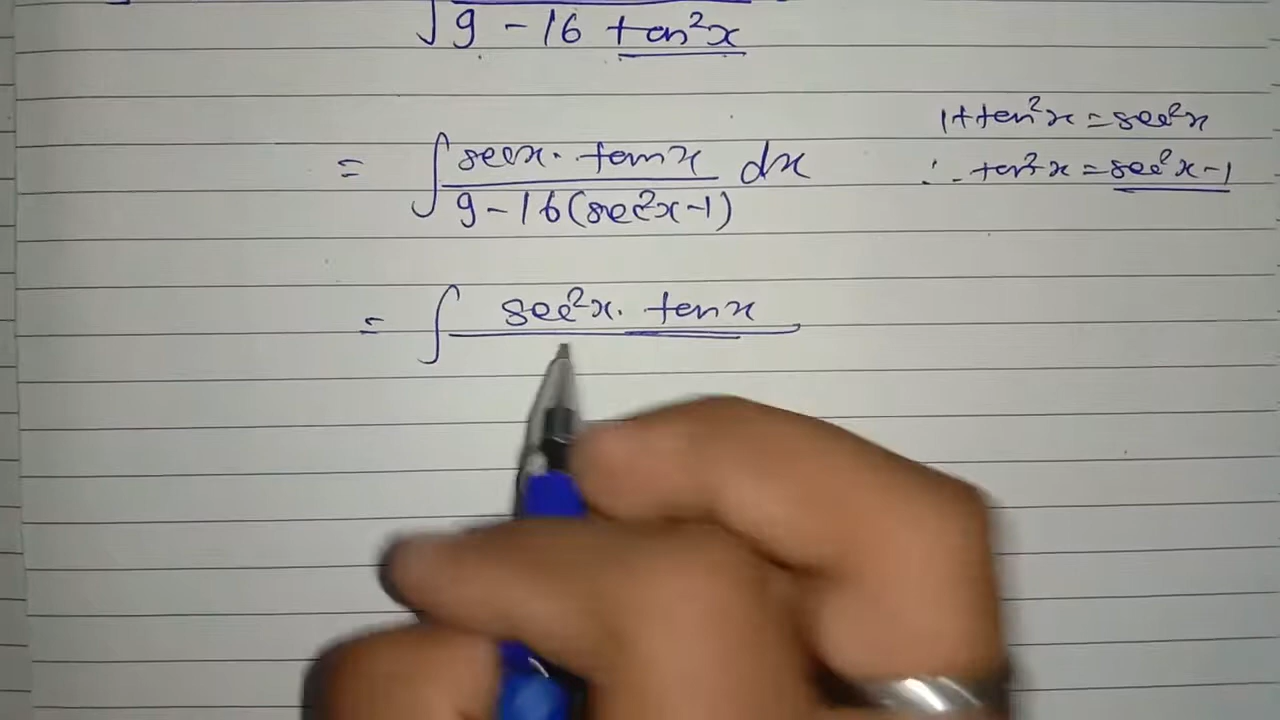 √9 - 16 tan²x
1+tan²x = sec²x
= ∫ secx · tanx / 9-16(sec²x-1) dx
∴ tan²x = sec²x-1
= ∫ sec²x · tanx